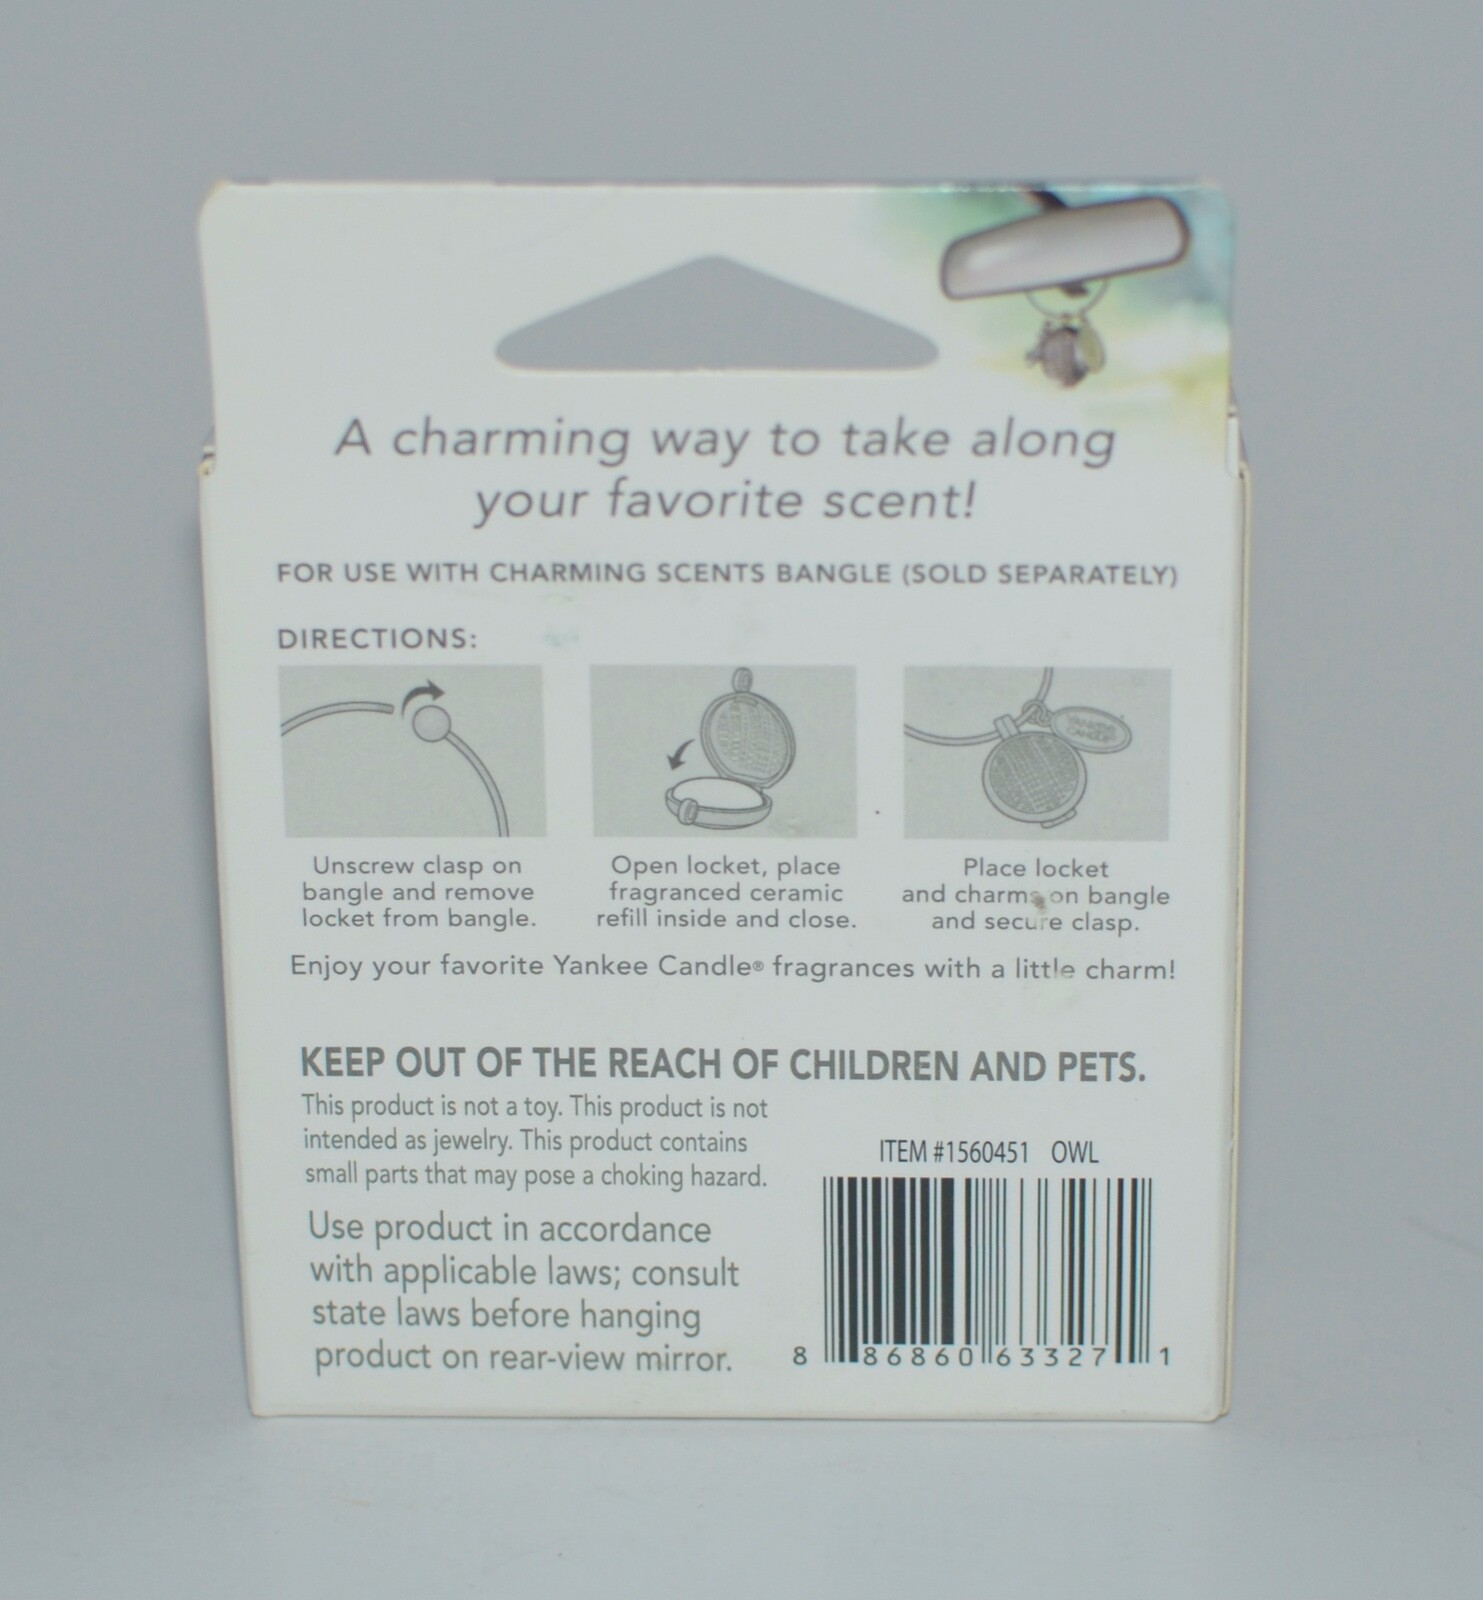 A charming way to take along
your favorite scent!
FOR USE WITH CHARMING SCENTS BANGLE (SOLD SEPARATELY)
DIRECTIONS:
YANKEE
CANDLE
Unscrew clasp on
bangle and remove
locket from bangle.
Open locket, place
fragranced ceramic
refill inside and close.
Place locket
and charms on bangle
and secure clasp.
Enjoy your favorite Yankee Candle® fragrances with a little charm!
KEEP OUT OF THE REACH OF CHILDREN AND PETS.
This product is not a toy. This product is not
intended as jewelry. This product contains
small parts that may pose a choking hazard.
Use product in accordance
with applicable laws; consult
state laws before hanging
product on rear-view mirror.
ITEM #1560451 OWL
8 86860 63327 1